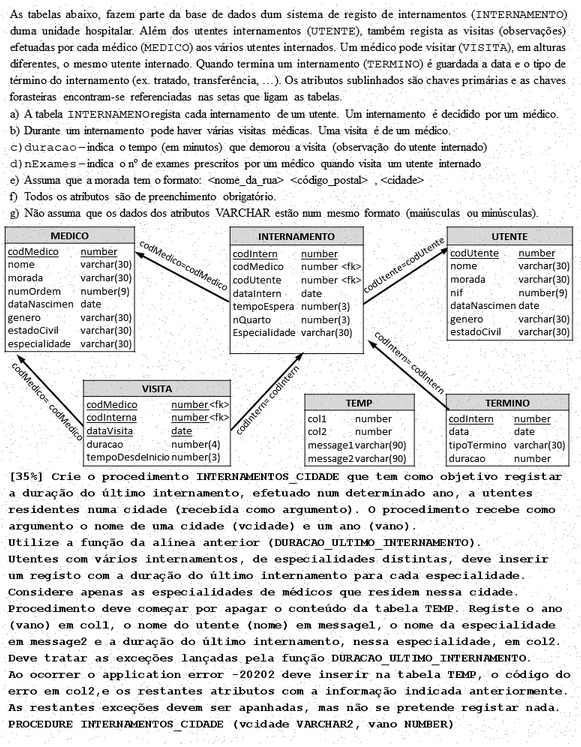 As tabelas abaixo, fazem parte da base de dados dum sistema de registo de internamentos (INTERNAMENTO)
duma unidade hospitalar. Além dos utentes internamentos (UTENTE), também regista as visitas (observações)
efetuadas por cada médico (MEDICO) aos vários utentes internados. Um médico pode visitar (VISITA), em alturas
diferentes, o mesmo utente internado. Quando termina um internamento (TERMINO) é guardada a data e o tipo de
término do internamento (ex. tratado, transferência, …). Os atributos sublinhados são chaves primárias e as chaves
forasteiras encontram-se referenciadas nas setas que ligam as tabelas.
a) A tabela INTERNAMENO regista cada internamento de um utente. Um internamento é decidido por um médico.
b) Durante um internamento pode haver várias visitas médicas. Uma visita é de um médico.
c) duracao – indica o tempo (em minutos) que demorou a visita (observação do utente internado)
d) nExames – indica o nº de exames prescritos por um médico quando visita um utente internado
e) Assuma que a morada tem o formato: <nome_da_rua> <código_postal> , <cidade>
f) Todos os atributos são de preenchimento obrigatório.
g) Não assuma que os dados dos atributos VARCHAR estão num mesmo formato (maiúsculas ou minúsculas).
MEDICO
codMedico number
nome varchar(30)
morada varchar(30)
numOrdem number(9)
dataNascimen date
genero varchar(30)
estadoCivil varchar(30)
especialidade varchar(30)
codMedico=codMedico
INTERNAMENTO
codIntern number
codMedico number <fk>
codUtente number <fk>
dataIntern date
tempoEspera number(3)
nQuarto number(3)
Especialidade varchar(30)
codUtente=codUtente
UTENTE
codUtente number
nome varchar(30)
morada varchar(30)
nif number(9)
dataNascimen date
genero varchar(30)
estadoCivil varchar(30)
codMedico= codMedico
VISITA
codMedico number<fk>
codInterna number<fk>
dataVisita date
duracao number(4)
tempoDesdeInicio number(3)
codIntern= codIntern
TEMP
col1 number
col2 number
message1 varchar(90)
message2 varchar(90)
codIntern= codIntern
TERMINO
codIntern number
data date
tipoTermino varchar(30)
duracao number
[35%] Crie o procedimento INTERNAMENTOS_CIDADE que tem como objetivo registar
a duração do último internamento, efetuado num determinado ano, a utentes
residentes numa cidade (recebida como argumento). O procedimento recebe como
argumento o nome de uma cidade (vcidade) e um ano (vano).
Utilize a função da alínea anterior (DURACAO_ULTIMO_INTERNAMENTO).
Utentes com vários internamentos, de especialidades distintas, deve inserir
um registo com a duração do último internamento para cada especialidade.
Considere apenas as especialidades de médicos que residem nessa cidade.
Procedimento deve começar por apagar o conteúdo da tabela TEMP. Registe o ano
(vano) em col1, o nome do utente (nome) em message1, o nome da especialidade
em message2 e a duração do último internamento, nessa especialidade, em col2.
Deve tratar as exceções lançadas pela função DURACAO_ULTIMO_INTERNAMENTO.
Ao ocorrer o application error -20202 deve inserir na tabela TEMP, o código do
erro em col2,e os restantes atributos com a informação indicada anteriormente.
As restantes exceções devem ser apanhadas, mas não se pretende registar nada.
PROCEDURE INTERNAMENTOS_CIDADE (vcidade VARCHAR2, vano NUMBER)